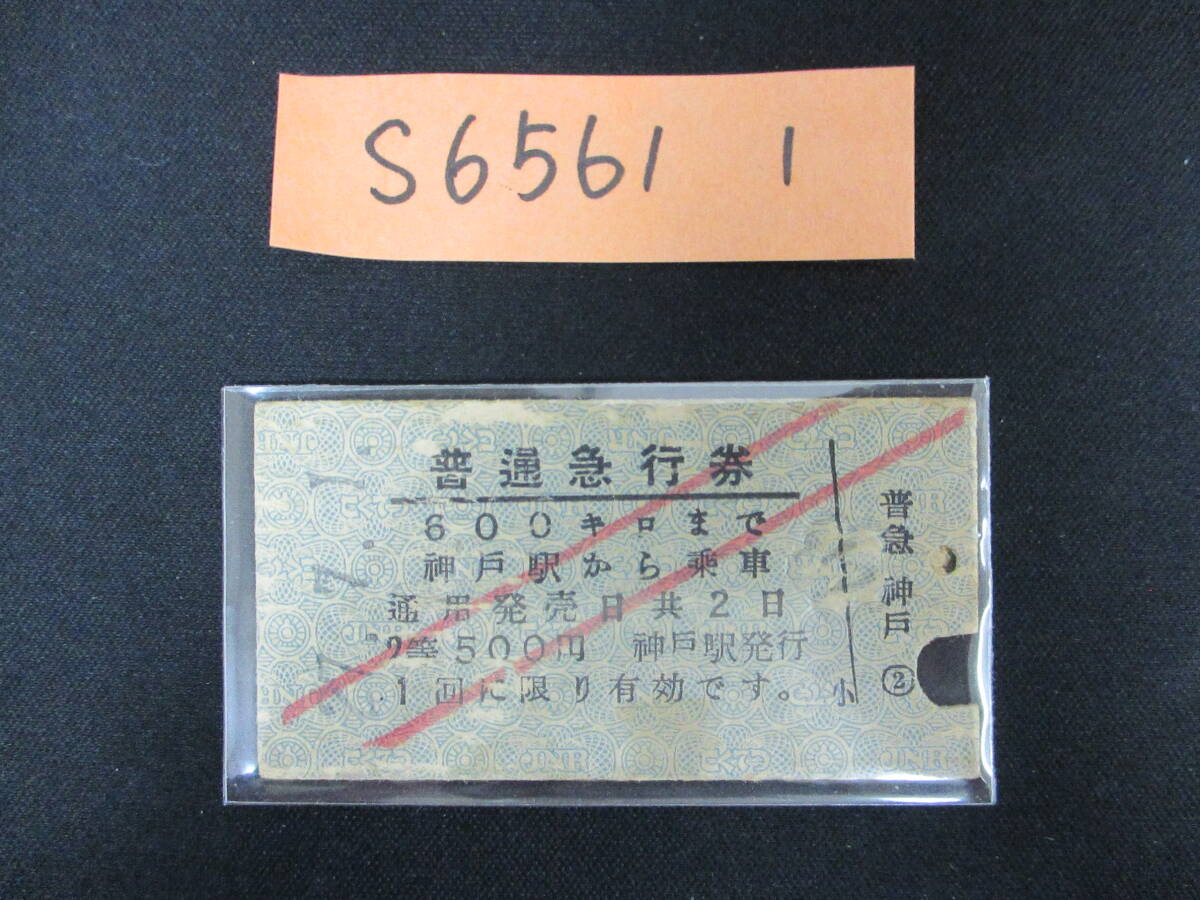 S6561 1
普通急行券
600キロまで
神戸駅から乗車
通用発売日共2日
2等500円 神戸駅発行
1回に限り有効です。
小
普急 神戸 ②